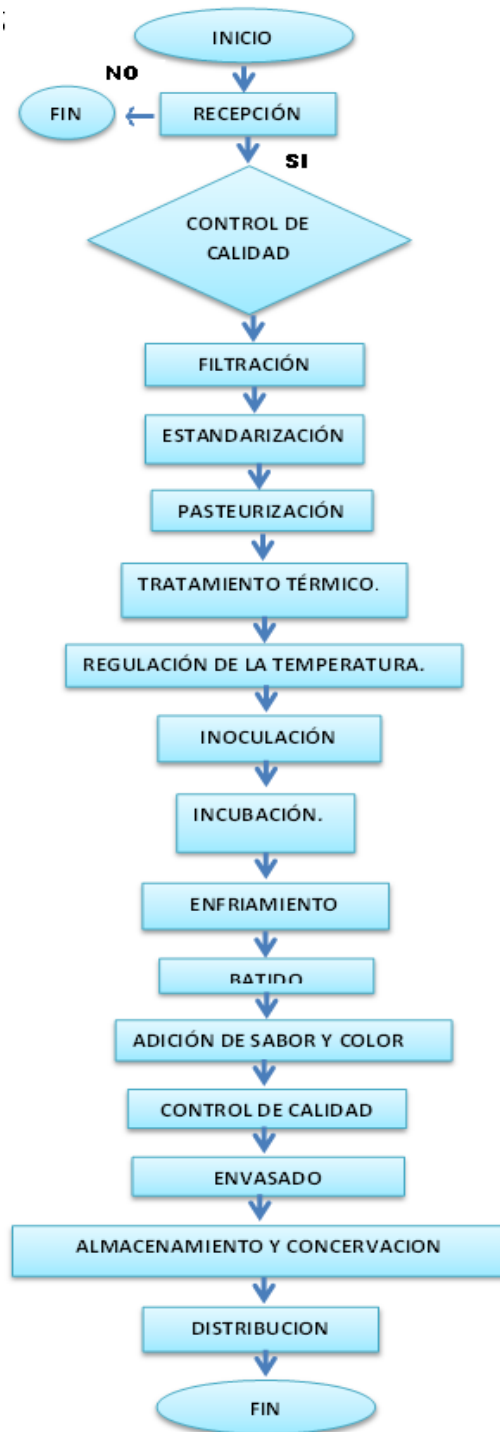 INICIO
NO
FIN
RECEPCIÓN
SI
CONTROL DE
CALIDAD
FILTRACIÓN
ESTANDARIZACIÓN
PASTEURIZACIÓN
TRATAMIENTO TÉRMICO.
REGULACIÓN DE LA TEMPERATURA.
INOCULACIÓN
INCUBACIÓN.
ENFRIAMIENTO
BATIDO
ADICIÓN DE SABOR Y COLOR
CONTROL DE CALIDAD
ENVASADO
ALMACENAMIENTO Y CONCERVACION
DISTRIBUCION
FIN